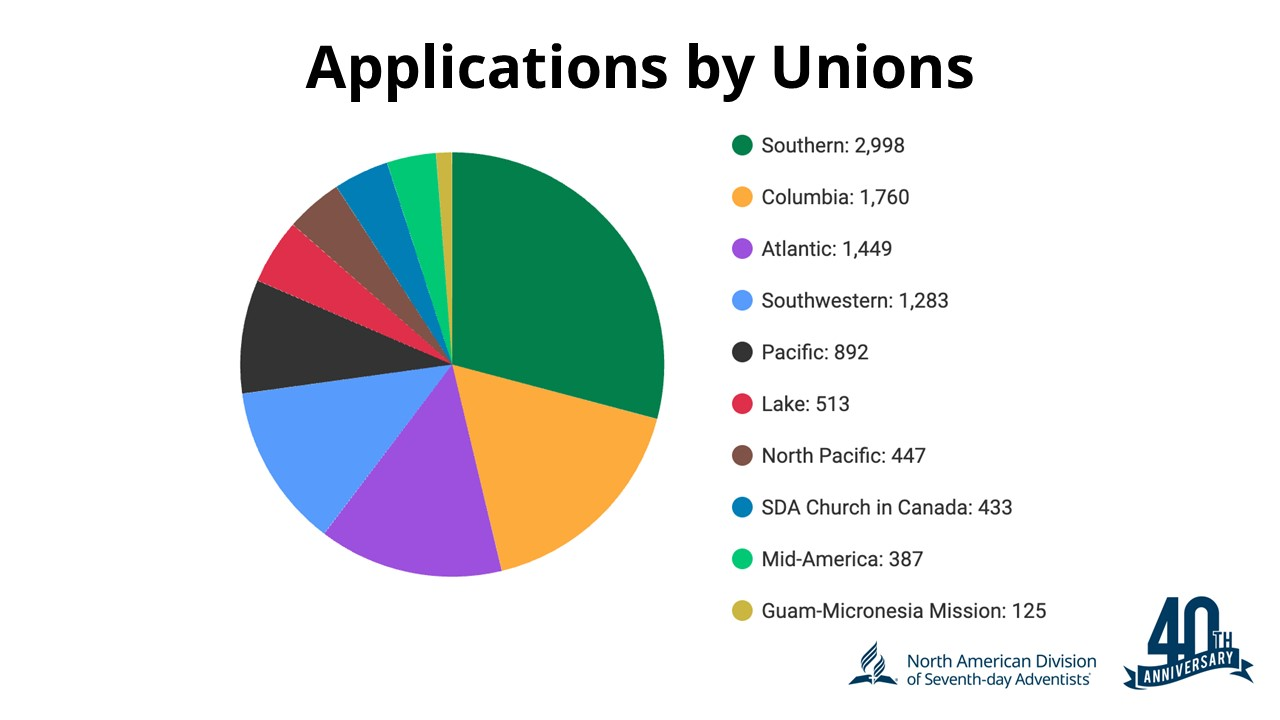 Applications by Unions
Southern: 2,998
Columbia: 1,760
Atlantic: 1,449
Southwestern: 1,283
Pacific: 892
Lake: 513
North Pacific: 447
SDA Church in Canada: 433
Mid-America: 387
Guam-Micronesia Mission: 125
North American Division
of Seventh-day Adventists
40TH
ANNIVERSARY